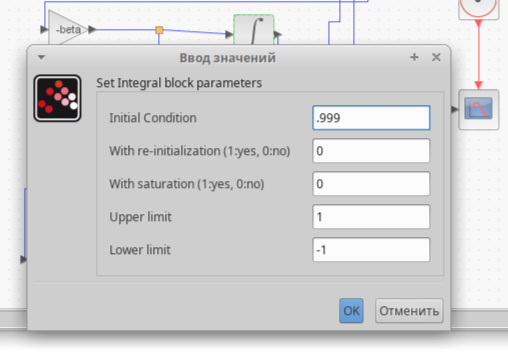 -beta
∫
Ввод значений
Set Integral block parameters
Initial Condition .999
With re-initialization (1:yes, 0:no) 0
With saturation (1:yes, 0:no) 0
Upper limit 1
Lower limit -1
OK Отменить